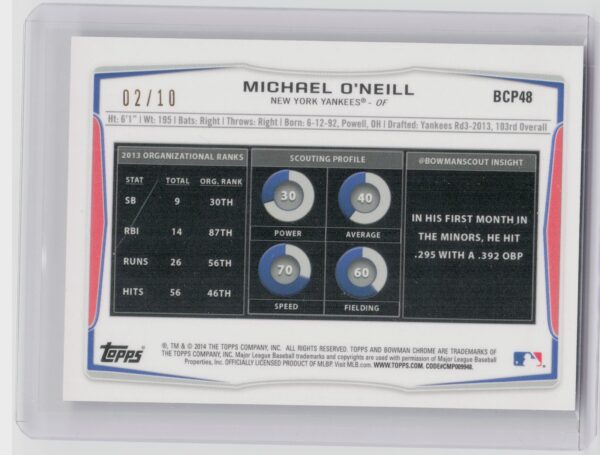 02/10
MICHAEL O'NEILL
NEW YORK YANKEES® - OF
BCP48
Ht: 6'1" | Wt: 195 | Bats: Right | Throws: Right | Born: 6-12-92, Powell, OH | Drafted: Yankees Rd3-2013, 103rd Overall
2013 ORGANIZATIONAL RANKS
STAT TOTAL ORG. RANK
SB 9 30TH
RBI 14 87TH
RUNS 26 56TH
HITS 56 46TH
SCOUTING PROFILE
30 40
POWER AVERAGE
70 60
SPEED FIELDING
@BOWMANSCOUT INSIGHT
IN HIS FIRST MONTH IN
THE MINORS, HE HIT
.295 WITH A .392 OBP
Topps
®, TM & © 2014 THE TOPPS COMPANY, INC. ALL RIGHTS RESERVED. TOPPS AND BOWMAN CHROME ARE TRADEMARKS OF
THE TOPPS COMPANY, INC. Major League Baseball trademarks and copyrights are used with permission of Major League Baseball
Properties, Inc. OFFICIALLY LICENSED PRODUCT OF MLBP. Visit MLB.com. WWW.TOPPS.COM. CODE#CMP009940.